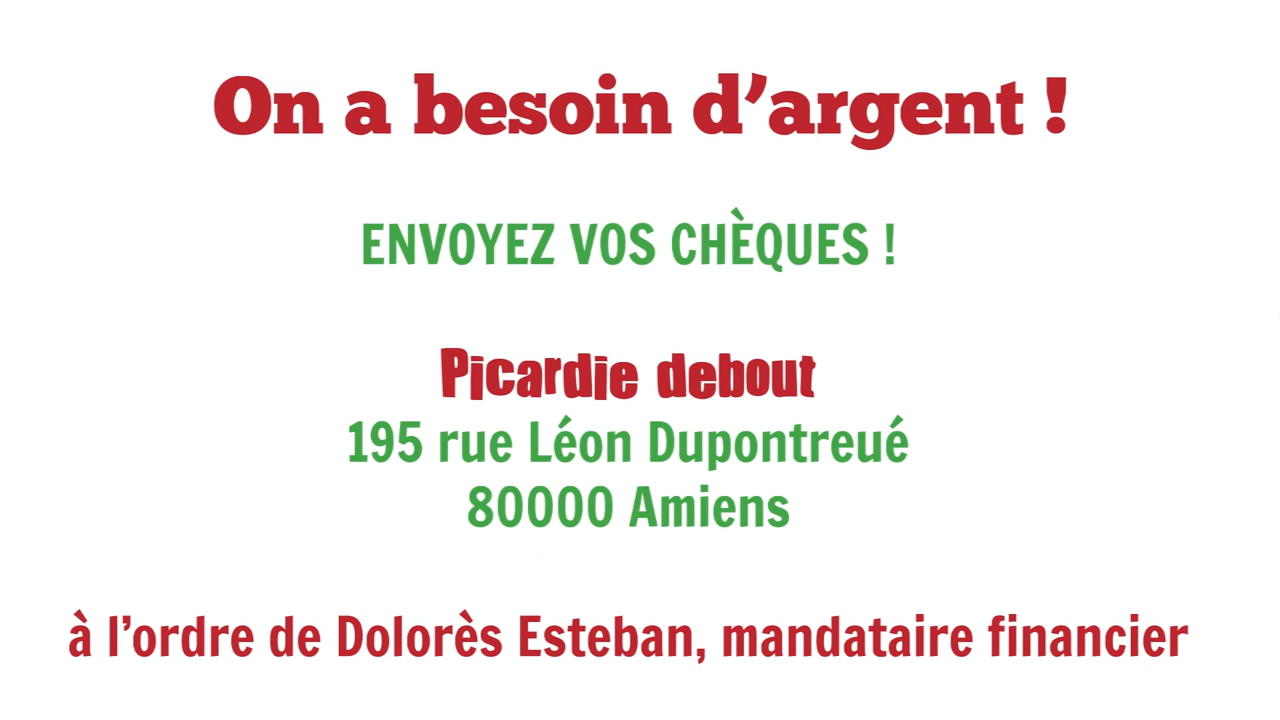 On a besoin d’argent !
ENVOYEZ VOS CHÈQUES !
Picardie debout
195 rue Léon Dupontreué
80000 Amiens
à l’ordre de Dolorès Esteban, mandataire financier